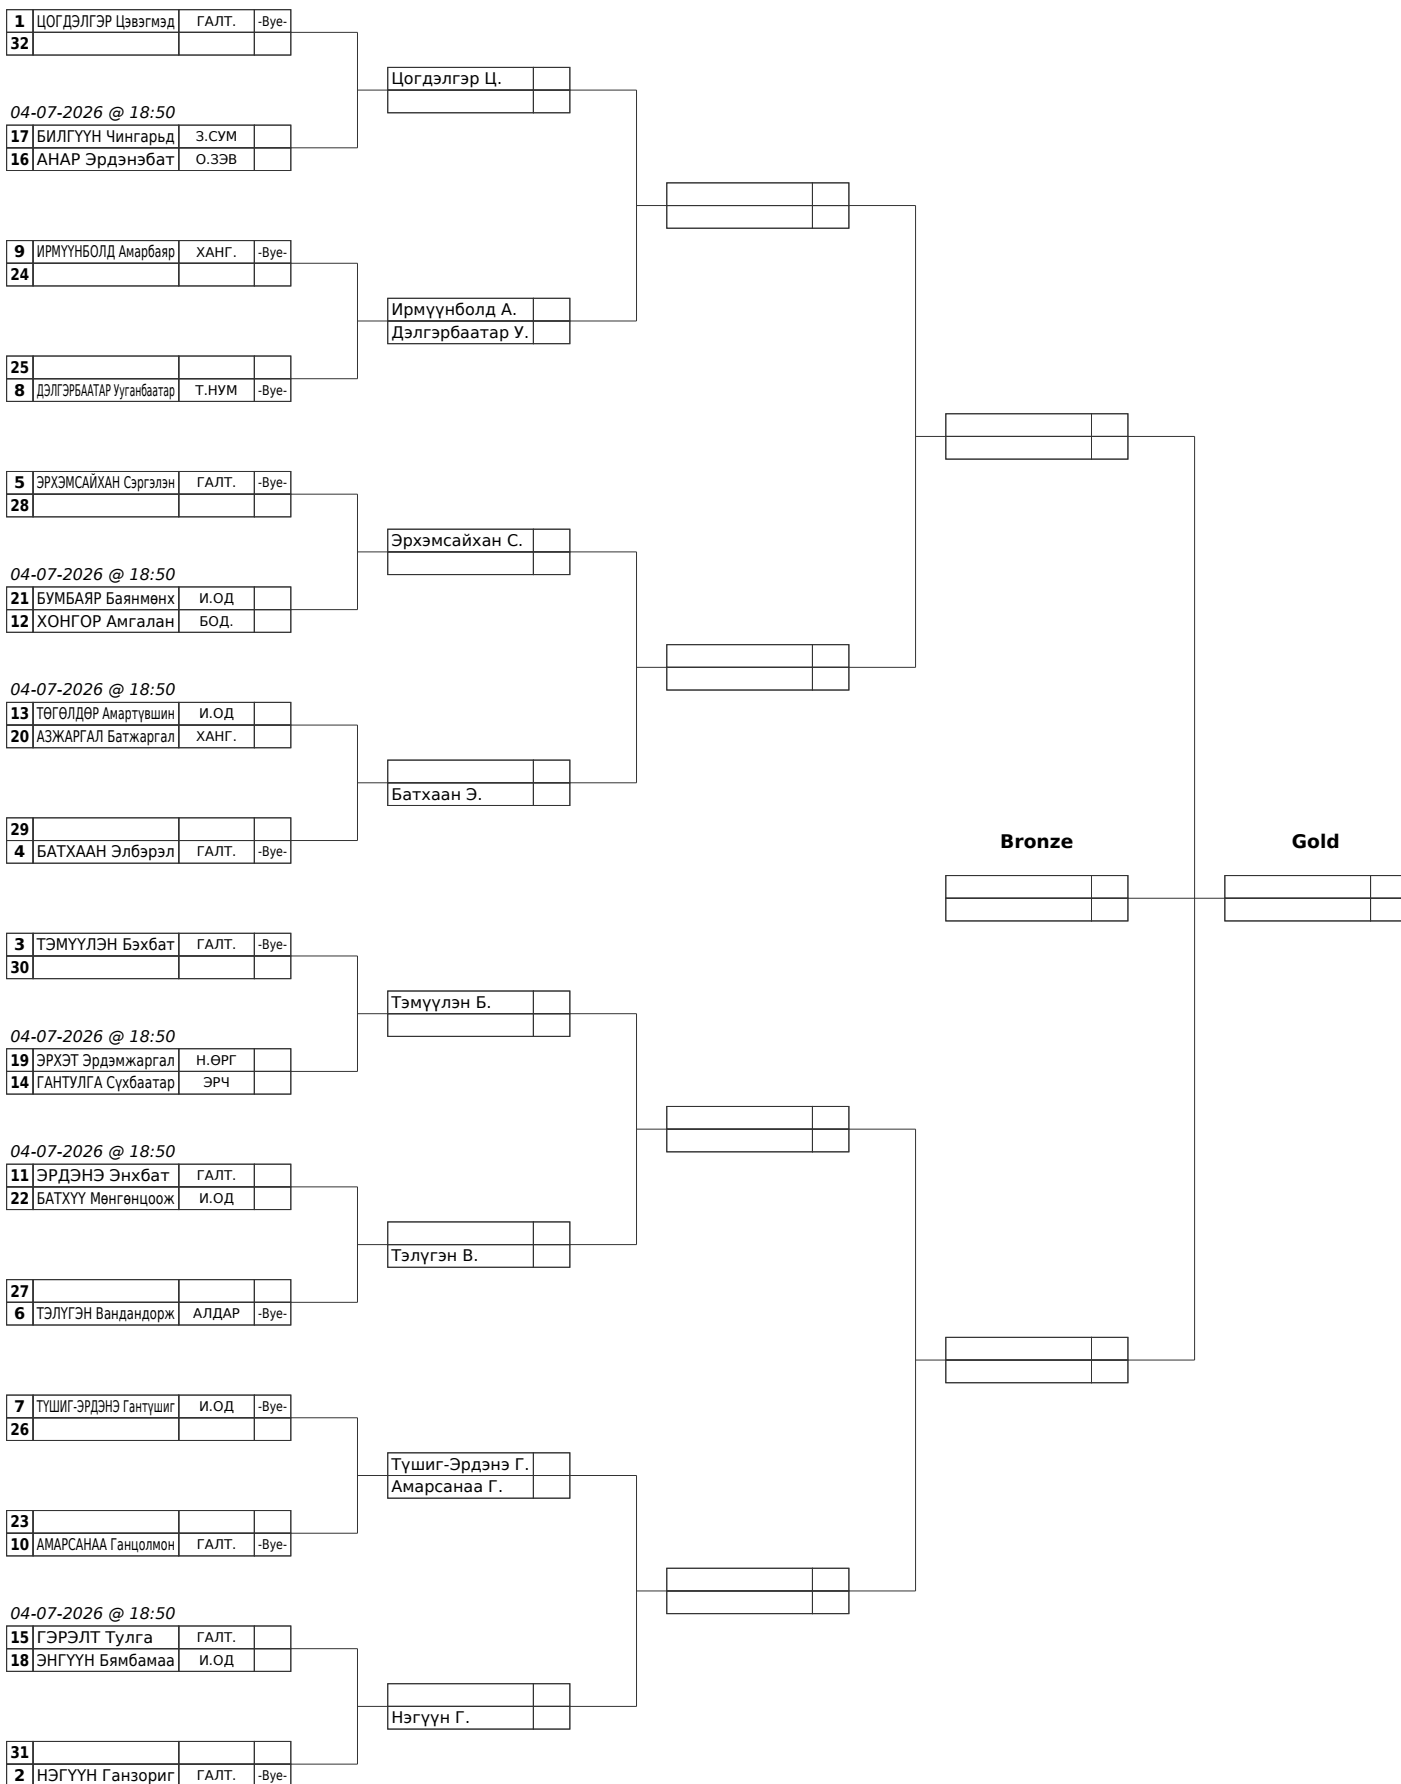 1 ЦОГДЭЛГЭР Цэвэгмэд ГАЛТ. -Bye-
32
Цогдэлгэр Ц.
04-07-2026 @ 18:50
17 БИЛГҮҮН Чингарьд З.СУМ
16 АНАР Эрдэнэбат О.ЗЭВ
9 ИРМҮҮНБОЛД Амарбаяр ХАНГ. -Bye-
24
Ирмүүнболд А.
Дэлгэрбаатар У.
25
8 ДЭЛГЭРБААТАР Ууганбаатар Т.НУМ -Bye-
5 ЭРХЭМСАЙХАН Сэргэлэн ГАЛТ. -Bye-
28
Эрхэмсайхан С.
04-07-2026 @ 18:50
21 БУМБАЯР Баянмөнх И.ОД
12 ХОНГОР Амгалан БОД.
04-07-2026 @ 18:50
13 ТӨГӨЛДӨР Амартүвшин И.ОД
20 АЗЖАРГАЛ Батжаргал ХАНГ.
Батхаан Э.
29
4 БАТХААН Элбэрэл ГАЛТ. -Bye-
Bronze Gold
3 ТЭМҮҮЛЭН Бэхбат ГАЛТ. -Bye-
30
Тэмүүлэн Б.
04-07-2026 @ 18:50
19 ЭРХЭТ Эрдэмжаргал Н.ӨРГ
14 ГАНТУЛГА Сүхбаатар ЭРЧ
04-07-2026 @ 18:50
11 ЭРДЭНЭ Энхбат ГАЛТ.
22 БАТХҮҮ Мөнгөнцоож И.ОД
Тэлүгэн В.
27
6 ТЭЛҮГЭН Вандандорж АЛДАР -Bye-
7 ТҮШИГ-ЭРДЭНЭ Гантүшиг И.ОД -Bye-
26
Түшиг-Эрдэнэ Г.
Амарсанаа Г.
23
10 АМАРСАНАА Ганцолмон ГАЛТ. -Bye-
04-07-2026 @ 18:50
15 ГЭРЭЛТ Тулга ГАЛТ.
18 ЭНГҮҮН Бямбамаа И.ОД
Нэгүүн Г.
31
2 НЭГҮҮН Ганзориг ГАЛТ. -Bye-